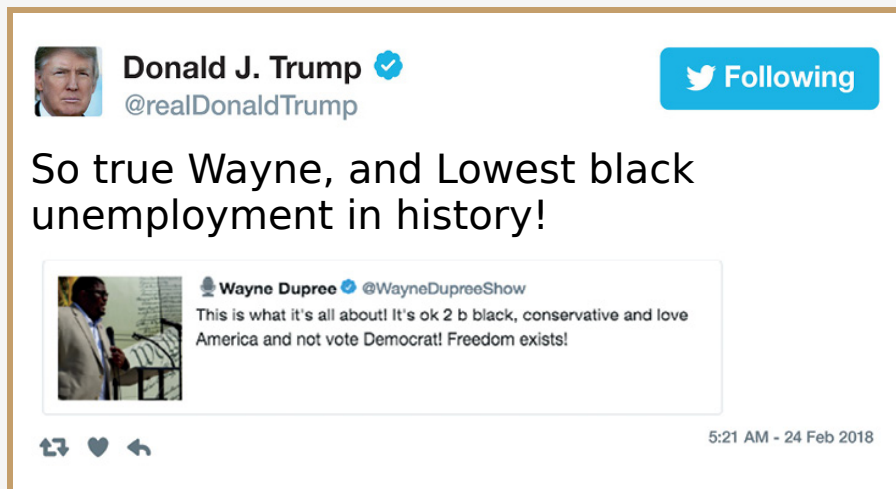 Donald J. Trump
@realDonaldTrump
Following
So true Wayne, and Lowest black
unemployment in history!
Wayne Dupree @WayneDupreeShow
This is what it's all about! It's ok 2 b black, conservative and love
America and not vote Democrat! Freedom exists!
5:21 AM - 24 Feb 2018